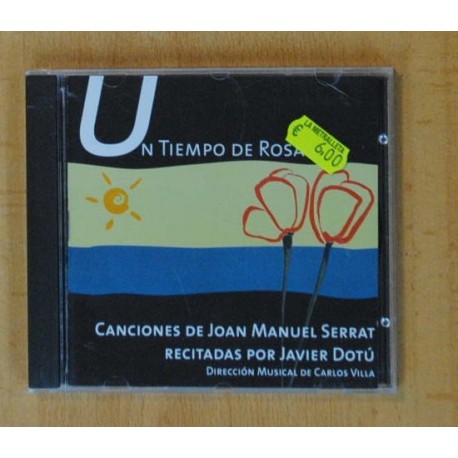 Un Tiempo de Rosa
LA METRALLETA
€ 6,00
Canciones de Joan Manuel Serrat
recitadas por Javier Dotú
Dirección Musical de Carlos Villa